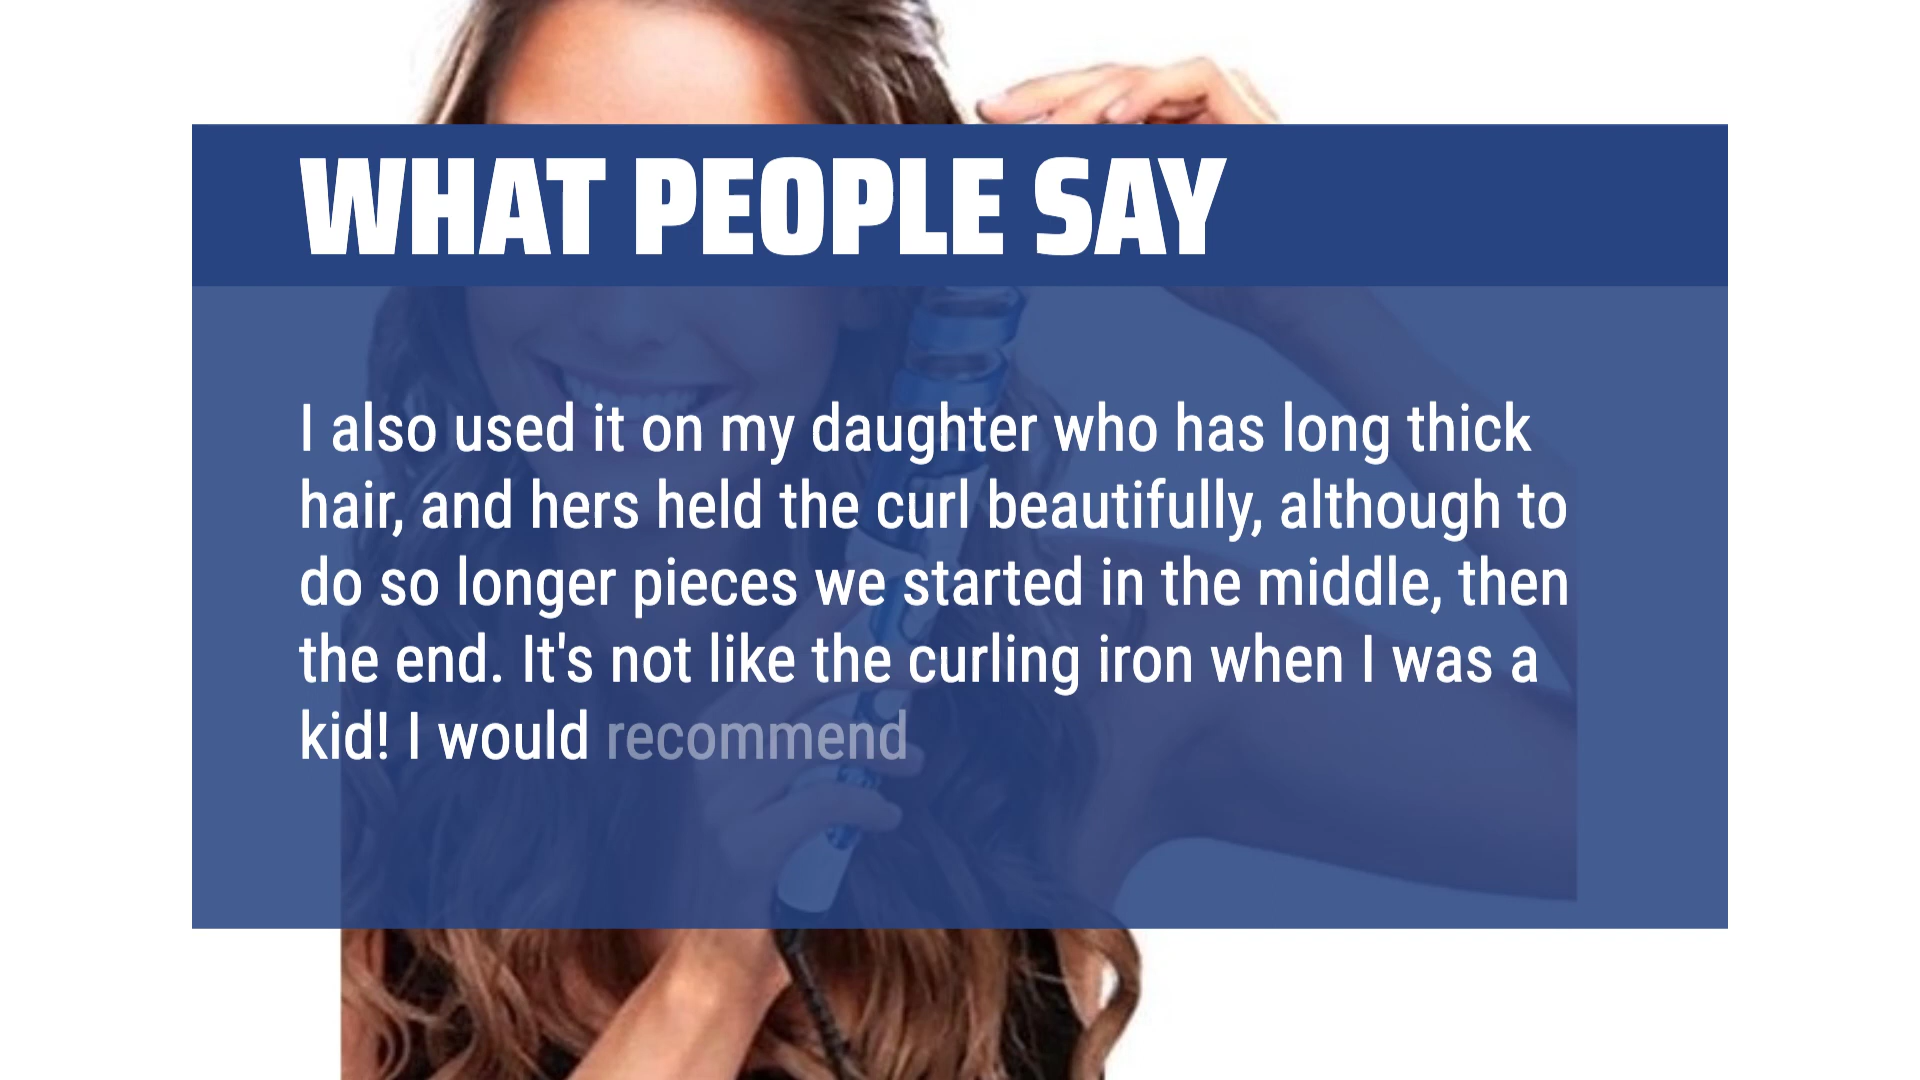 WHAT PEOPLE SAY
I also used it on my daughter who has long thick
hair, and hers held the curl beautifully, although to
do so longer pieces we started in the middle, then
the end. It's not like the curling iron when I was a
kid! I would recommend